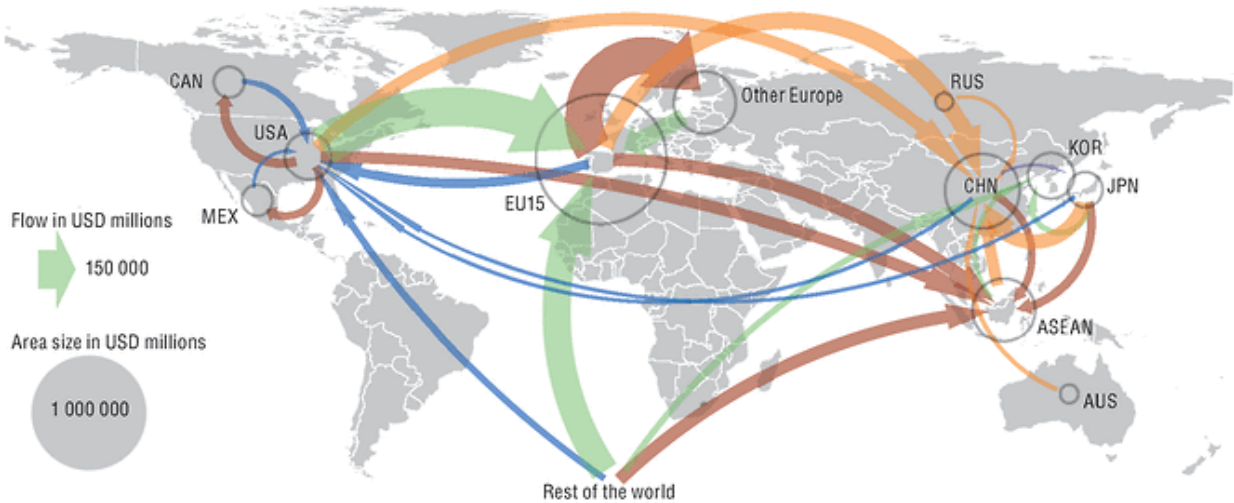 CAN
RUS
Other Europe
USA
KOR
CHN
JPN
MEX
EU15
Flow in USD millions
150 000
ASEAN
Area size in USD millions
1 000 000
AUS
Rest of the world